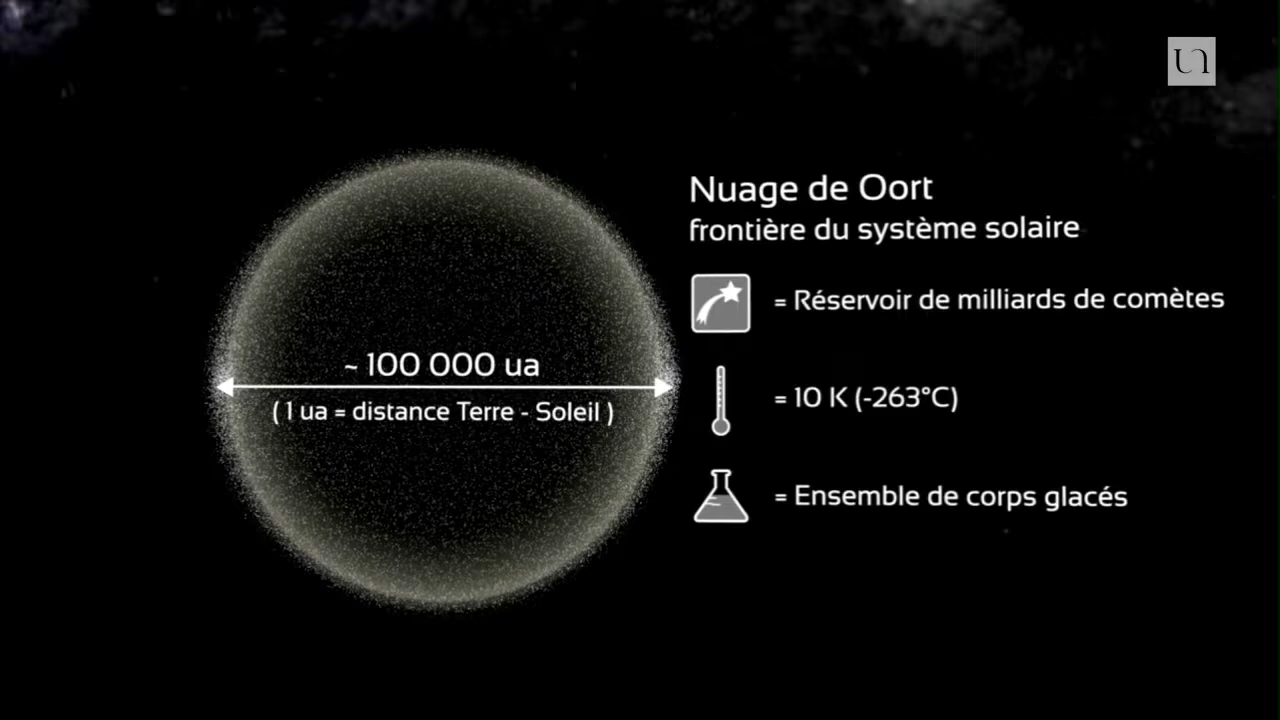 Nuage de Oort
frontière du système solaire
= Réservoir de milliards de comètes
~ 100 000 ua
( 1 ua = distance Terre - Soleil )
= 10 K (-263°C)
= Ensemble de corps glacés